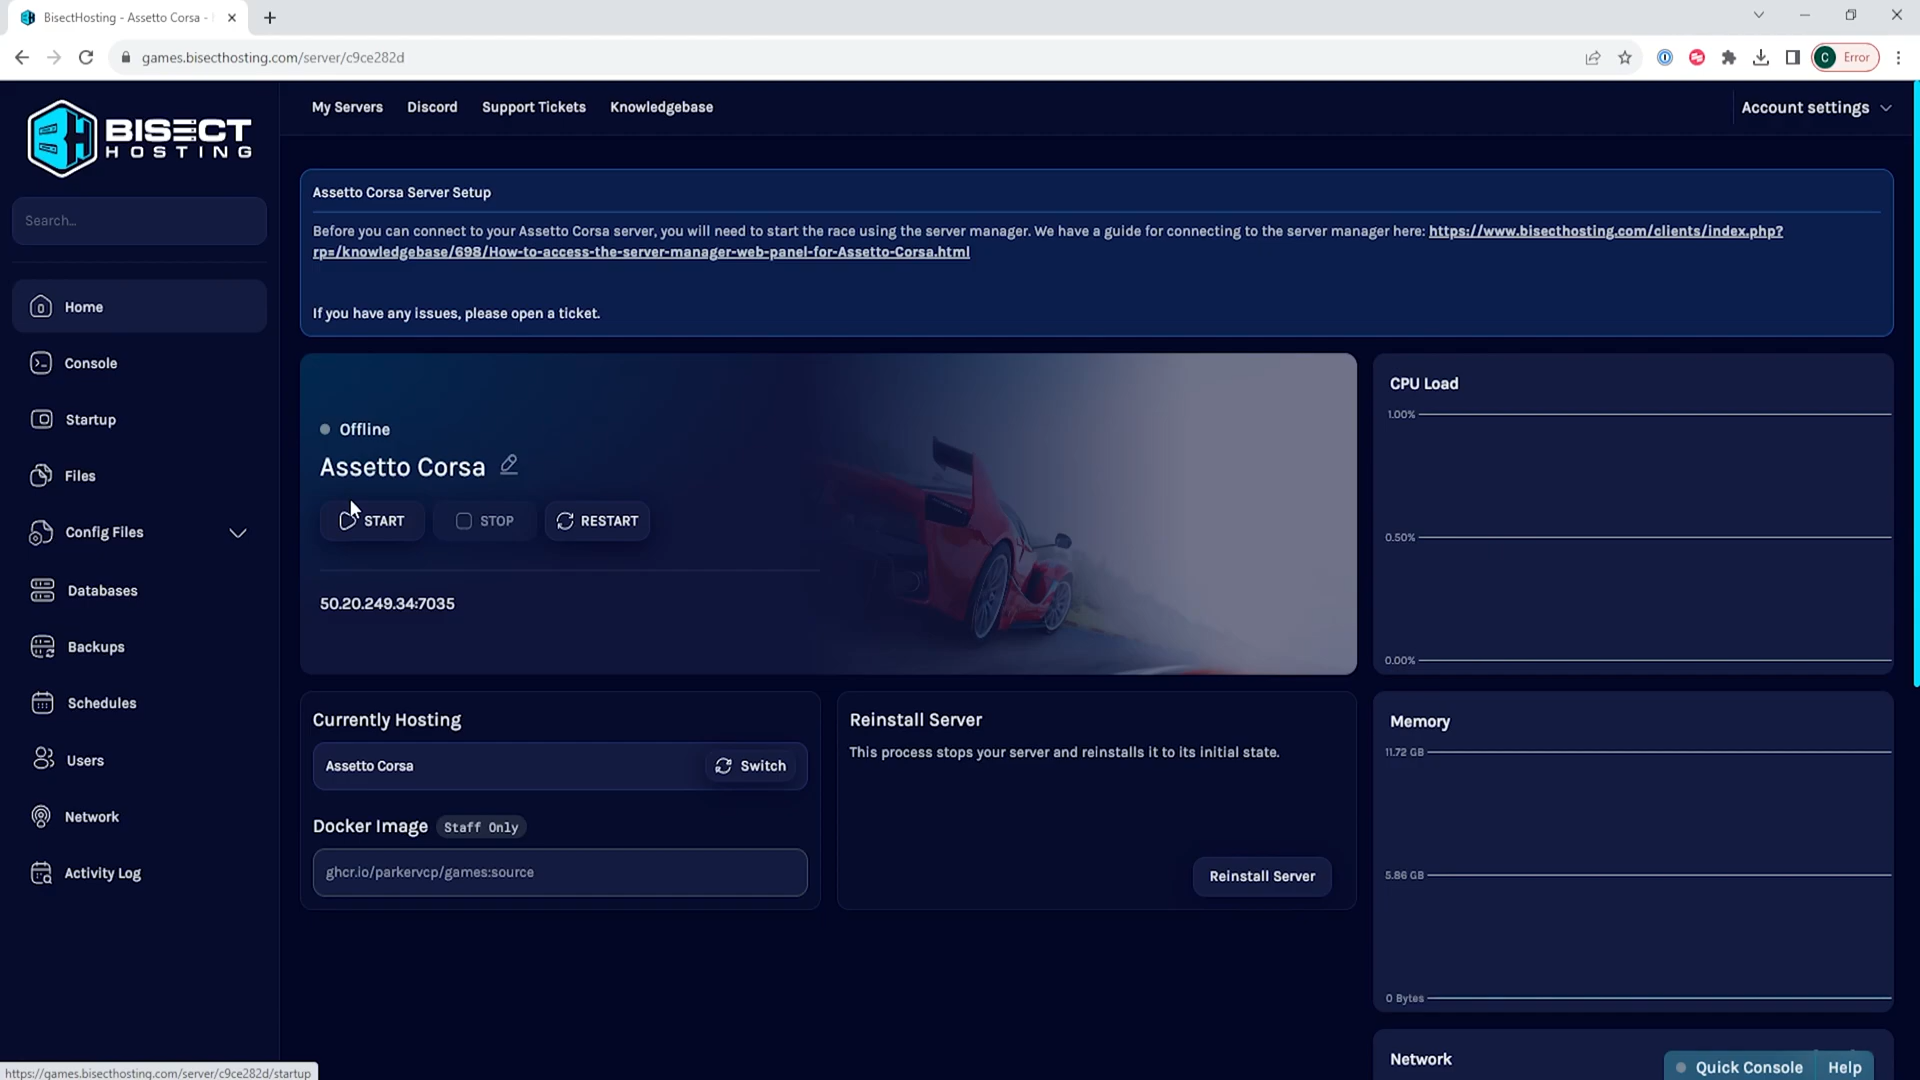 BisectHosting - Assetto Corsa -
games.bisecthosting.com/server/c9ce282d
C Error
BISECT
HOSTING
My Servers Discord Support Tickets Knowledgebase
Account settings
Search...
Home
Console
Startup
Files
Config Files
Databases
Backups
Schedules
Users
Network
Activity Log
Assetto Corsa Server Setup
Before you can connect to your Assetto Corsa server, you will need to start the race using the server manager. We have a guide for connecting to the server manager here: https://www.bisecthosting.com/clients/index.php?
rp=/knowledgebase/698/How-to-access-the-server-manager-web-panel-for-Assetto-Corsa.html
If you have any issues, please open a ticket.
Offline
Assetto Corsa
START STOP RESTART
50.20.249.34:7035
Currently Hosting
Assetto Corsa Switch
Docker Image Staff Only
ghcr.io/parkervcp/games:source
Reinstall Server
This process stops your server and reinstalls it to its initial state.
Reinstall Server
CPU Load
1.00%
0.50%
0.00%
Memory
11.72 GB
5.86 GB
0 Bytes
Network
Quick Console Help
https://games.bisecthosting.com/server/c9ce282d/startup